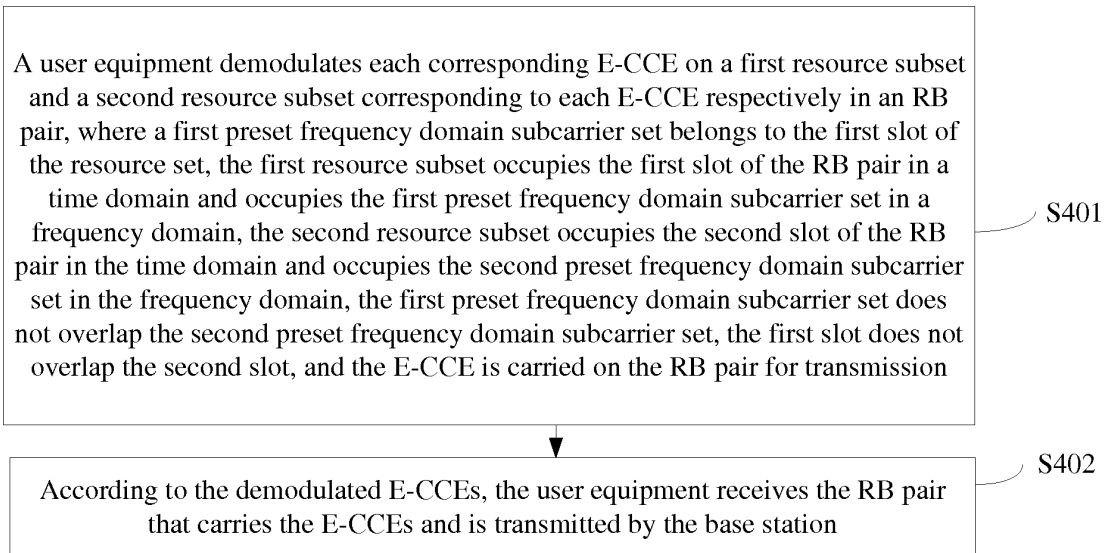 A user equipment demodulates each corresponding E-CCE on a first resource subset
and a second resource subset corresponding to each E-CCE respectively in an RB
pair, where a first preset frequency domain subcarrier set belongs to the first slot of
the resource set, the first resource subset occupies the first slot of the RB pair in a
time domain and occupies the first preset frequency domain subcarrier set in a
frequency domain, the second resource subset occupies the second slot of the RB
pair in the time domain and occupies the second preset frequency domain subcarrier
set in the frequency domain, the first preset frequency domain subcarrier set does
not overlap the second preset frequency domain subcarrier set, the first slot does not
overlap the second slot, and the E-CCE is carried on the RB pair for transmission
S401
According to the demodulated E-CCEs, the user equipment receives the RB pair
that carries the E-CCEs and is transmitted by the base station
S402